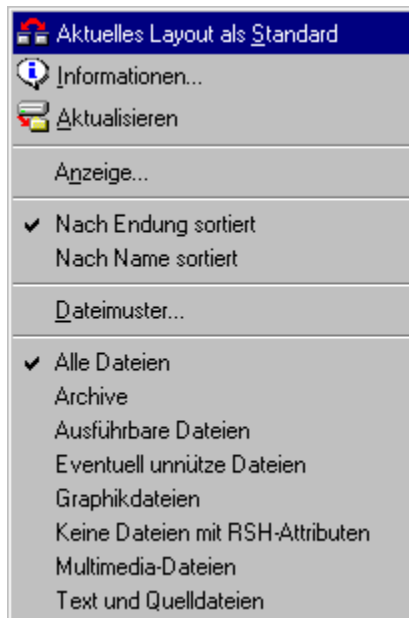 Aktuelles Layout als Standard
Informationen...
Aktualisieren
Anzeige...
Nach Endung sortiert
Nach Name sortiert
Dateimuster...
Alle Dateien
Archive
Ausführbare Dateien
Eventuell unnütze Dateien
Graphikdateien
Keine Dateien mit RSH-Attributen
Multimedia-Dateien
Text und Quelldateien